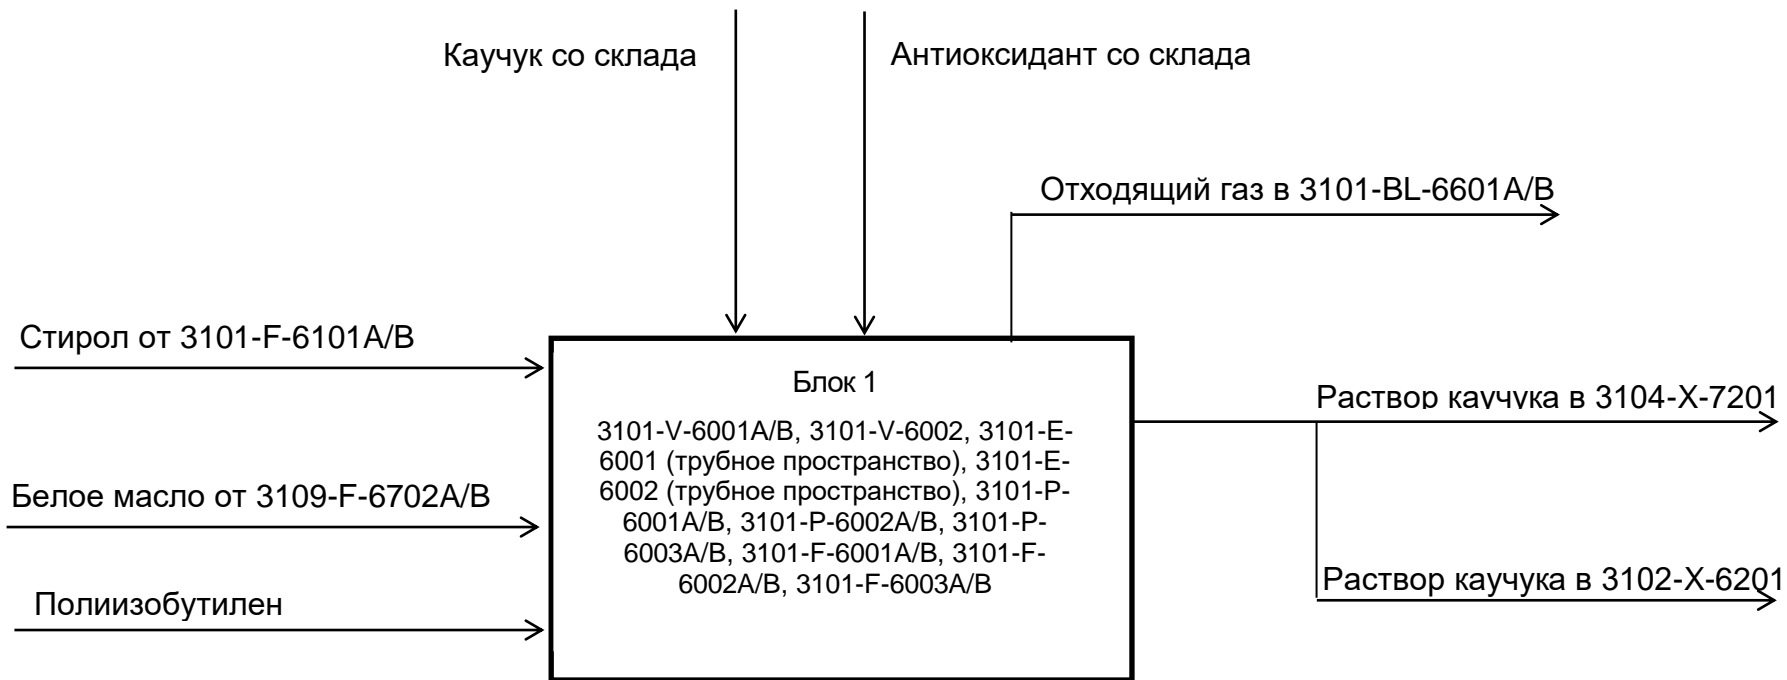 Каучук со склада
Антиоксидант со склада
Отходящий газ в 3101-BL-6601A/B
Стирол от 3101-F-6101A/B
Блок 1
Раствор каучука в 3104-X-7201
3101-V-6001A/B, 3101-V-6002, 3101-E-
6001 (трубное пространство), 3101-E-
6002 (трубное пространство), 3101-P-
6001A/B, 3101-P-6002A/B, 3101-P-
6003A/B, 3101-F-6001A/B, 3101-F-
6002A/B, 3101-F-6003A/B
Белое масло от 3109-F-6702A/B
Полиизобутилен
Раствор каучука в 3102-X-6201